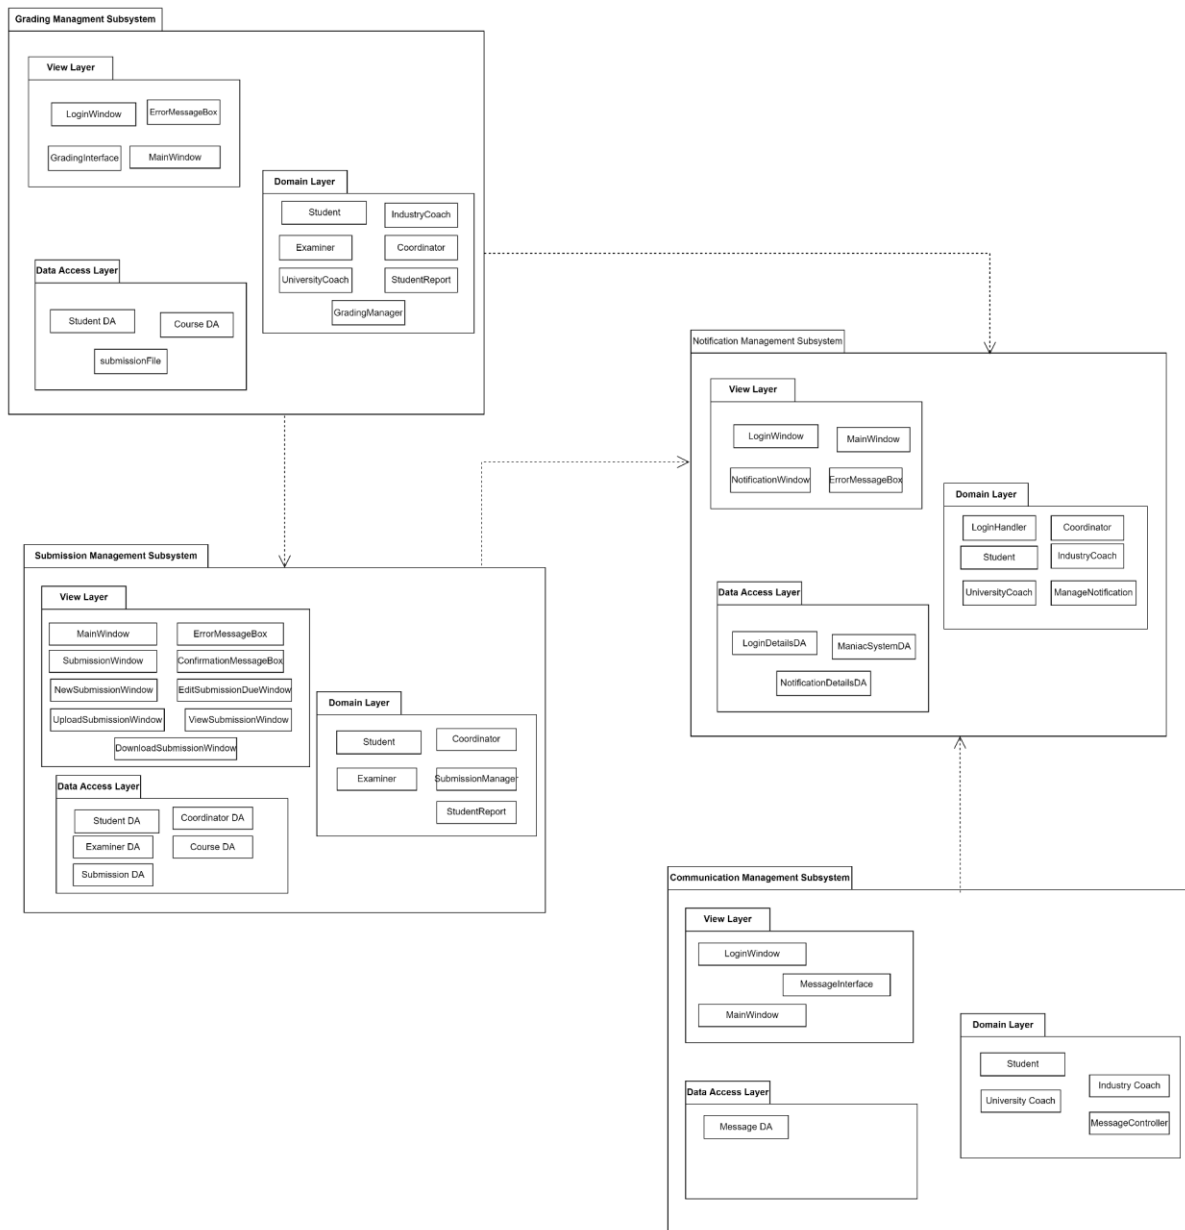 Grading Managment Subsystem
View Layer
LoginWindow
ErrorMessageBox
GradingInterface
MainWindow
Domain Layer
Student
IndustryCoach
Examiner
Coordinator
UniversityCoach
StudentReport
GradingManager
Data Access Layer
Student DA
Course DA
submissionFile
Notification Management Subsystem
View Layer
LoginWindow
MainWindow
NotificationWindow
ErrorMessageBox
Domain Layer
LoginHandler
Coordinator
Student
IndustryCoach
UniversityCoach
ManageNotification
Data Access Layer
LoginDetailsDA
ManiacSystemDA
NotificationDetailsDA
Submission Management Subsystem
View Layer
MainWindow
ErrorMessageBox
SubmissionWindow
ConfirmationMessageBox
NewSubmissionWindow
EditSubmissionDueWindow
UploadSubmissionWindow
ViewSubmissionWindow
DownloadSubmissionWindow
Domain Layer
Student
Coordinator
Examiner
SubmissionManager
StudentReport
Data Access Layer
Student DA
Coordinator DA
Examiner DA
Course DA
Submission DA
Communication Management Subsystem
View Layer
LoginWindow
MessageInterface
MainWindow
Domain Layer
Student
Industry Coach
University Coach
MessageController
Data Access Layer
Message DA